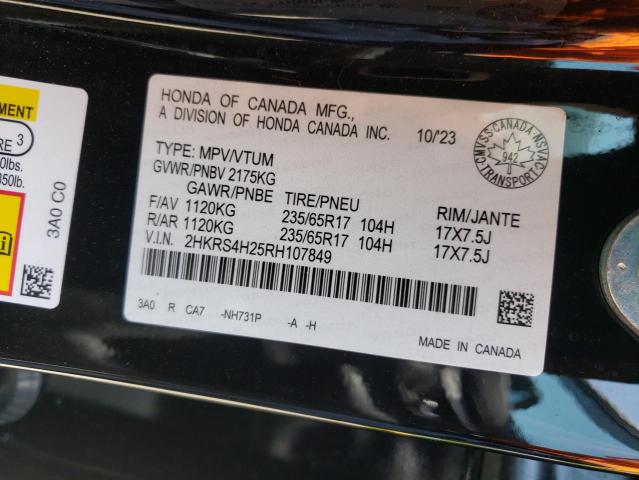 MENT
RE 3
0lbs.
350lb.
3A0 C0
HONDA OF CANADA MFG.,
A DIVISION OF HONDA CANADA INC.
10/'23
CMVSS-CANADA-NSVAC
942
TRANSPORT
TYPE: MPV/VTUM
GVWR/PNBV 2175KG
GAWR/PNBE TIRE/PNEU RIM/JANTE
F/AV 1120KG 235/65R17 104H 17X7.5J
R/AR 1120KG 235/65R17 104H 17X7.5J
V.I.N. 2HKRS4H25RH107849
3A0 R CA7 -NH731P -A -H
MADE IN CANADA